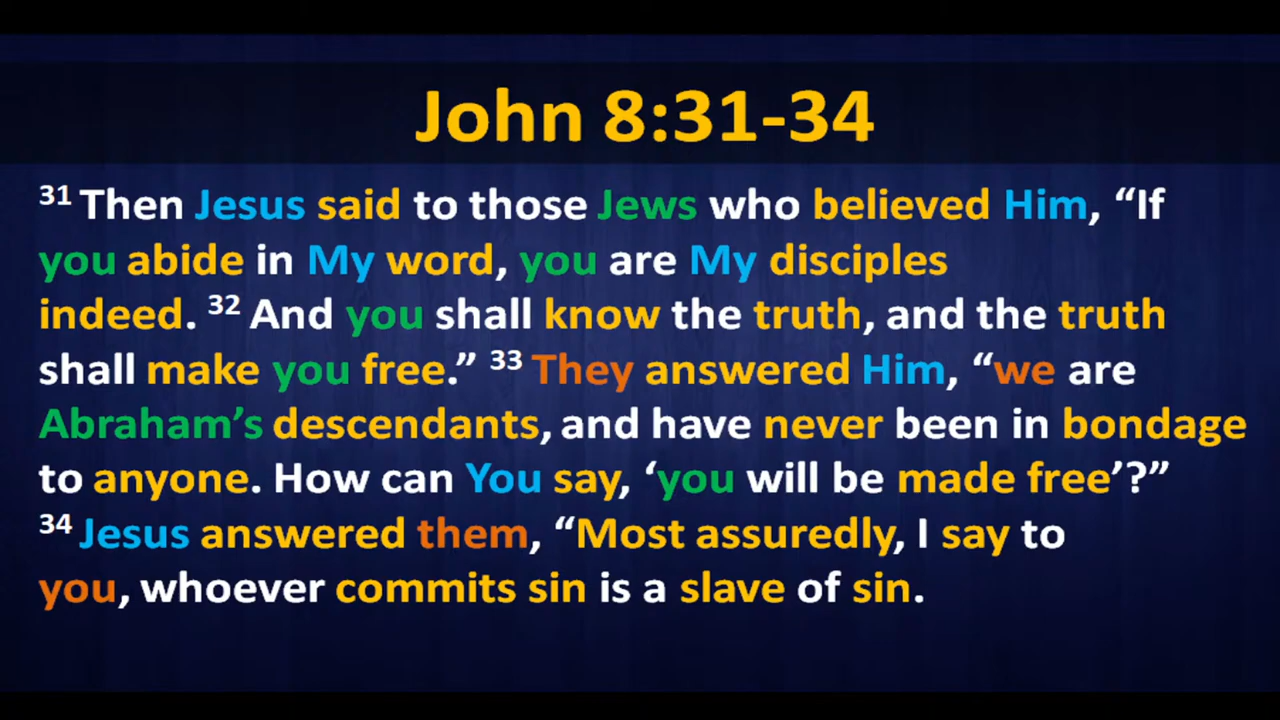 John 8:31-34
31 Then Jesus said to those Jews who believed Him, “If
you abide in My word, you are My disciples
indeed. 32 And you shall know the truth, and the truth
shall make you free.” 33 They answered Him, “we are
Abraham’s descendants, and have never been in bondage
to anyone. How can You say, ‘you will be made free’?”
34 Jesus answered them, “Most assuredly, I say to
you, whoever commits sin is a slave of sin.